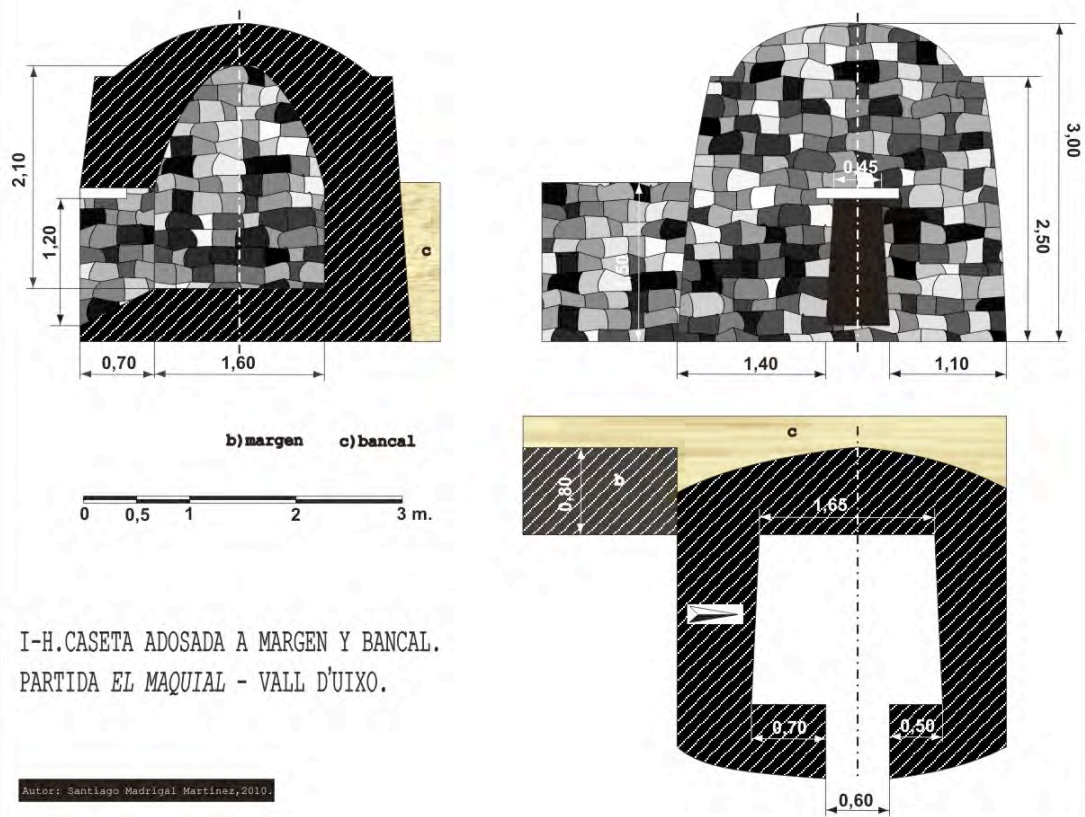 2,10
1,20
0,70
1,60
c
0,45
3,00
2,50
1,40
1,10
b)margen c)bancal
0 0,5 1 2 3 m.
c
b
0,80
1,65
0,70
0,50
0,60
I-H.CASETA ADOSADA A MARGEN Y BANCAL.
PARTIDA EL MAQUIAL - VALL D'UIXO.
Autor: Santiago Madrigal Martínez,2010.